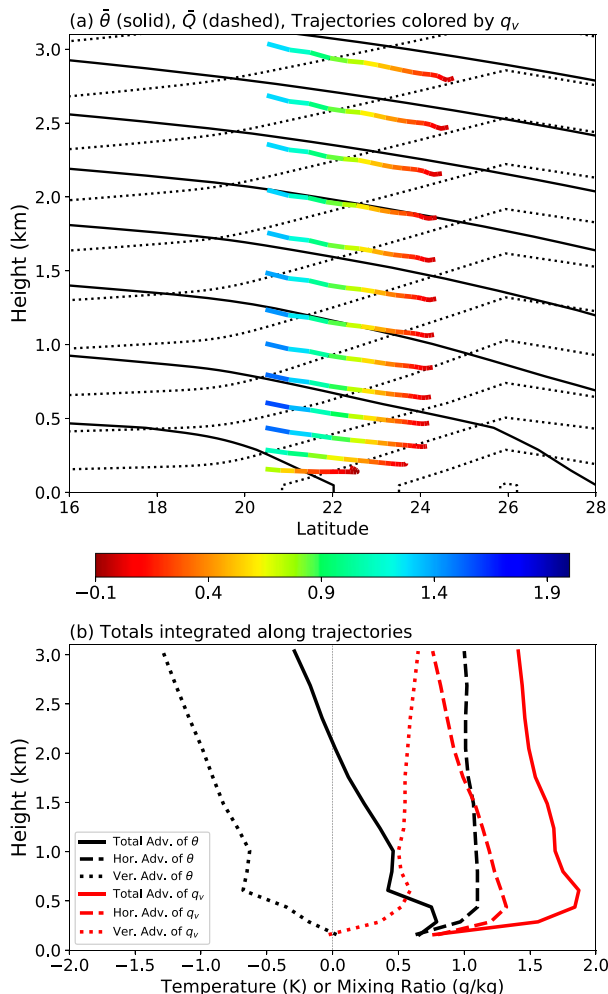 (a) θ̄ (solid), Q̄ (dashed), Trajectories colored by q_v
3.0
2.5
2.0
1.5
1.0
0.5
0.0
Height (km)
16 18 20 22 24 26 28
Latitude
−0.1 0.4 0.9 1.4 1.9
(b) Totals integrated along trajectories
3.0
2.5
2.0
1.5
1.0
0.5
0.0
Height (km)
Total Adv. of θ
Hor. Adv. of θ
Ver. Adv. of θ
Total Adv. of q_v
Hor. Adv. of q_v
Ver. Adv. of q_v
−2.0 −1.5 −1.0 −0.5 0.0 0.5 1.0 1.5 2.0
Temperature (K) or Mixing Ratio (g/kg)